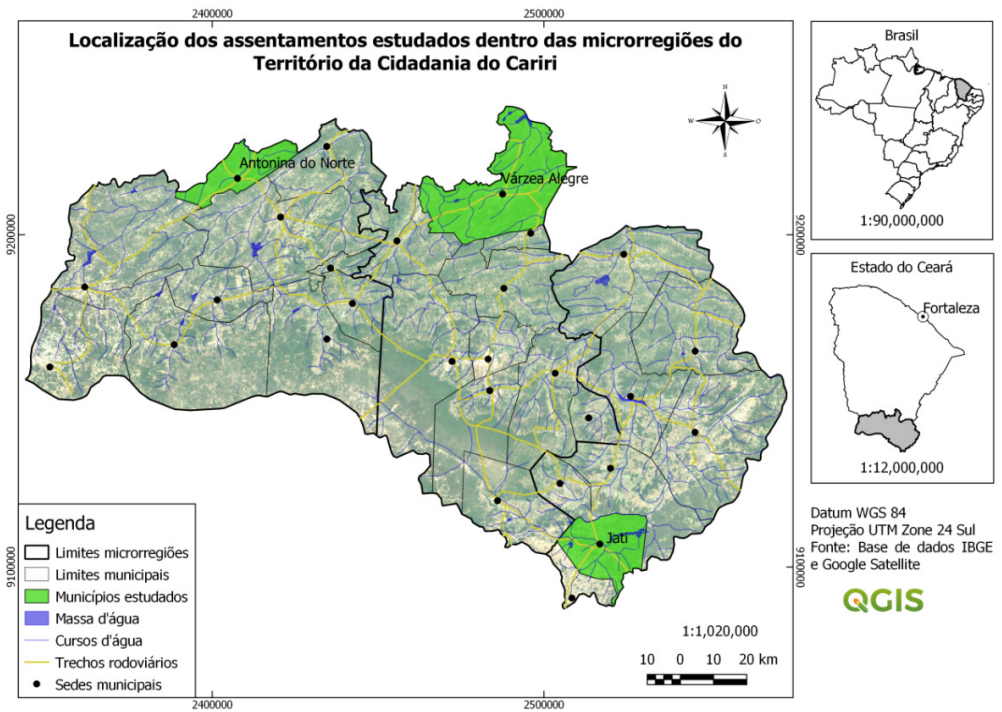 2400000
2500000
Localização dos assentamentos estudados dentro das microrregiões do
Território da Cidadania do Cariri
N
W
O
S
Antonina do Norte
Várzea Alegre
Jati
9200000
9200000
9100000
9100000
Legenda
Limites microrregiões
Limites municipais
Municípios estudados
Massa d'água
Cursos d'água
Trechos rodoviários
Sedes municipais
1:1,020,000
10 0 10 20 km
2400000
2500000
Brasil
1:90,000,000
Estado do Ceará
Fortaleza
1:12,000,000
Datum WGS 84
Projeção UTM Zone 24 Sul
Fonte: Base de dados IBGE
e Google Satellite
QGIS